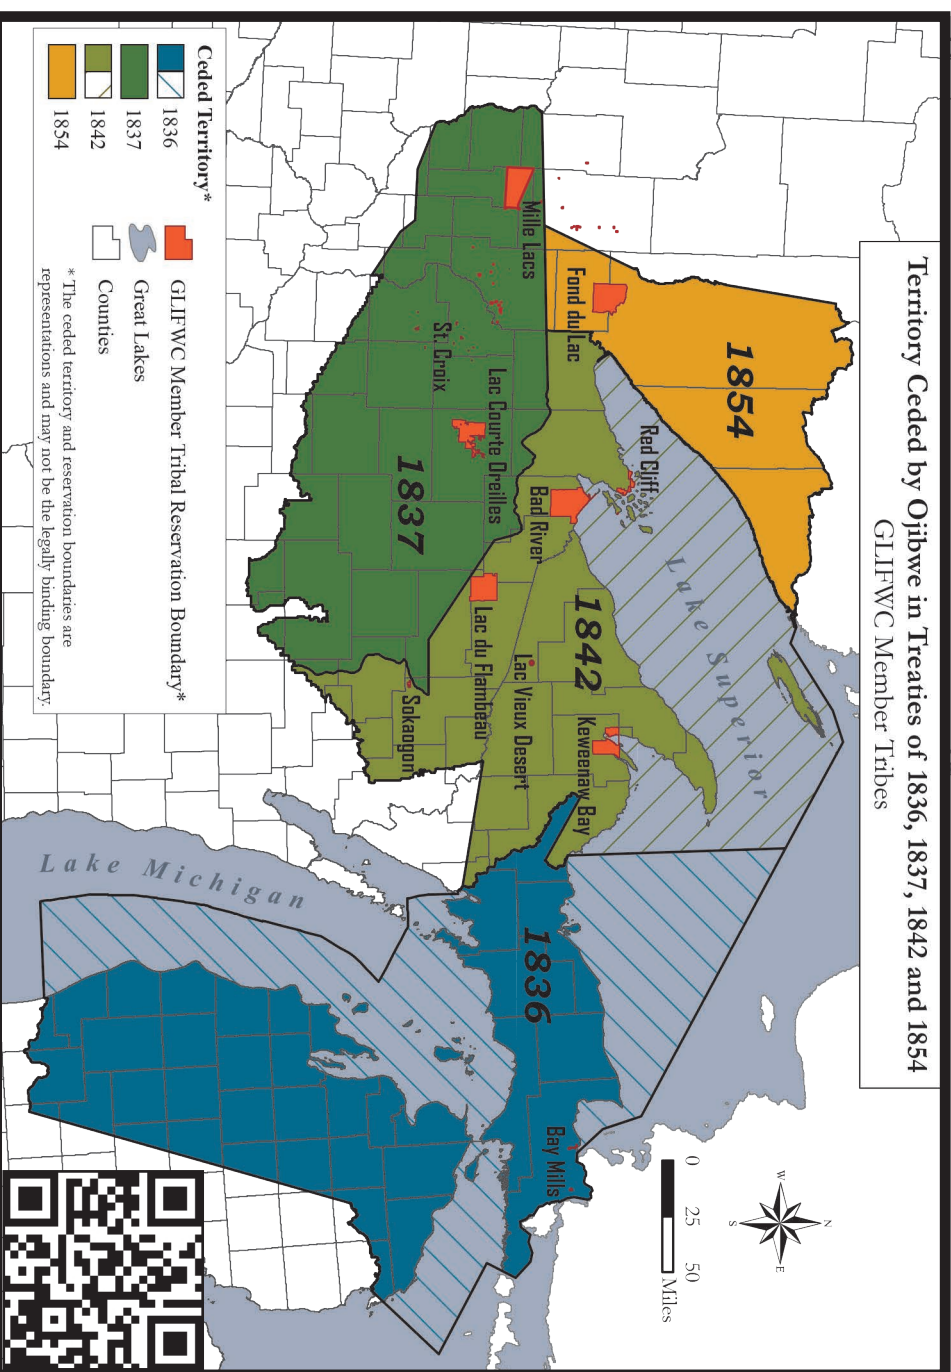 Territory Ceded by Ojibwe in Treaties of 1836, 1837, 1842 and 1854
GLIFWC Member Tribes
W
N
S
E
0
25
50
Miles
1854
Fond du Lac
Mille Lacs
Red Cliff
Lake Superior
St. Croix
Lac Courte Oreilles
Bad River
1837
1842
Lac du Flambeau
Lac Vieux Desert
Keweenaw Bay
Sokaogon
1836
Bay Mills
Lake Michigan
Ceded Territory*
1836
1837
1842
1854
GLIFWC Member Tribal Reservation Boundary*
Great Lakes
Counties
* The ceded territory and reservation boundaries are
representations and may not be the legally binding boundary.